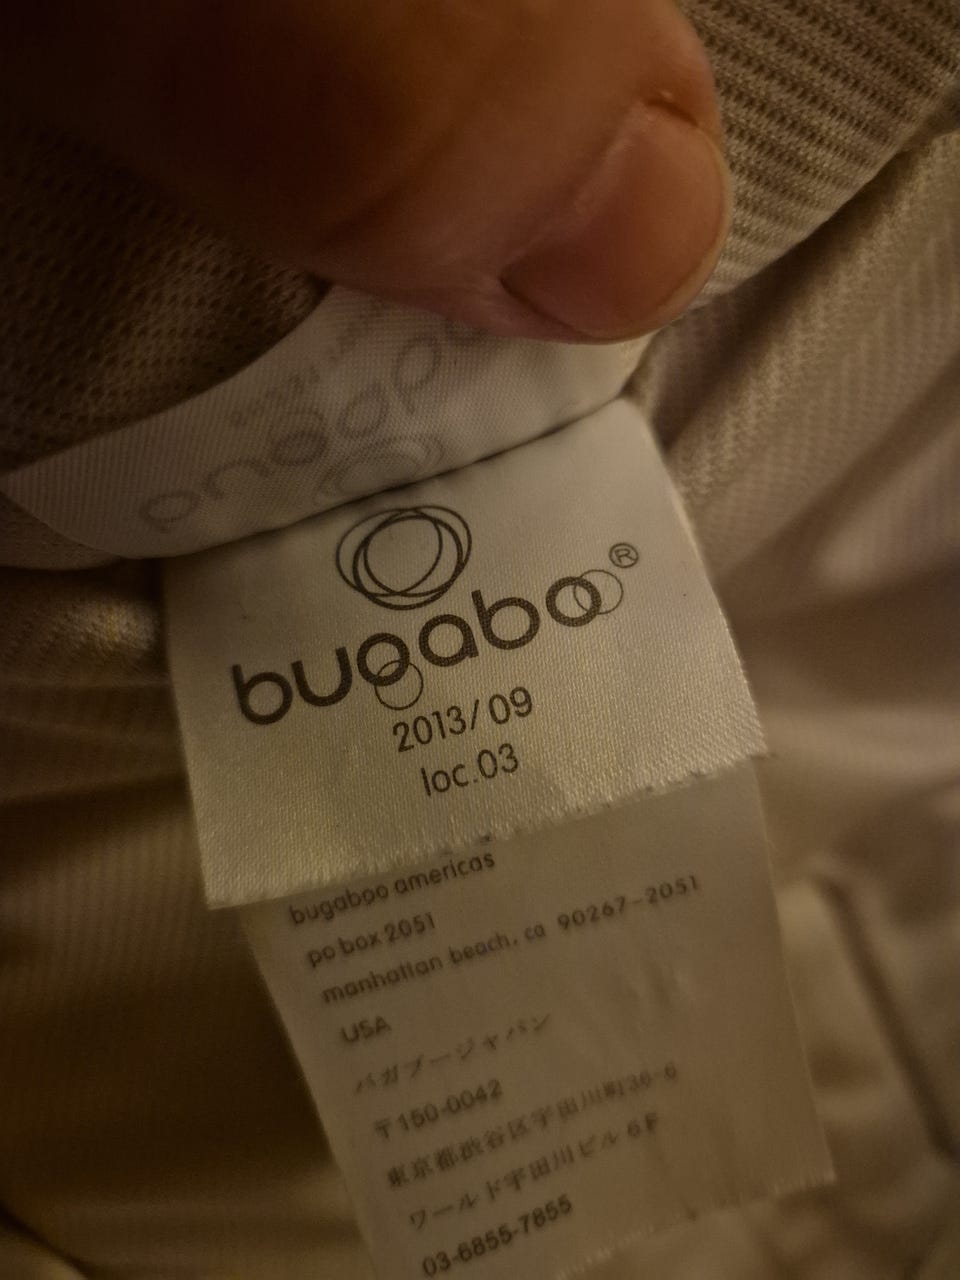 bugaboo®
2013/09
loc.03
bugaboo americas
po box 2051
manhattan beach, ca 90267-2051
USA
バガブージャパン
〒150-0042
東京都渋谷区宇田川町36-6
ワールド宇田川ビル 6F
03-6855-7855